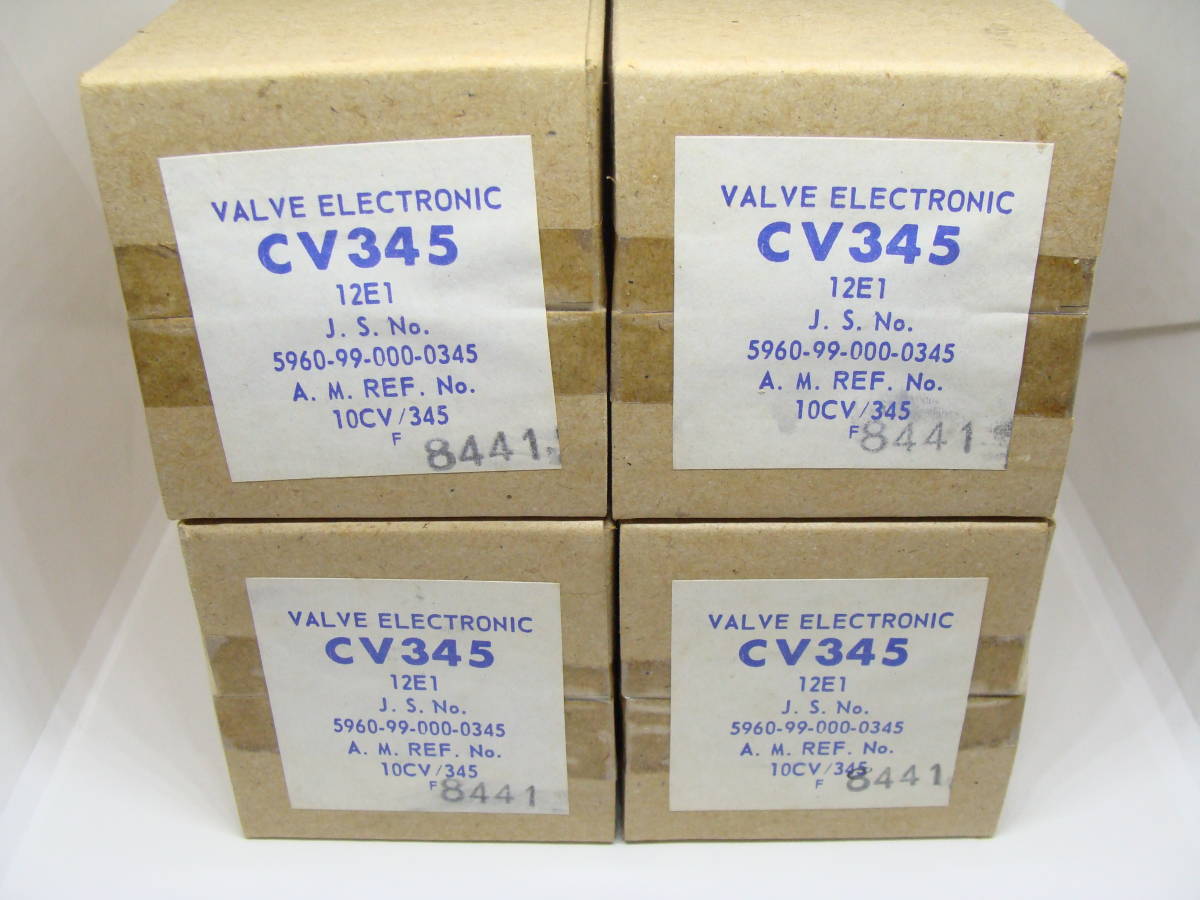 VALVE ELECTRONIC
CV345
12E1
J. S. No.
5960-99-000-0345
A. M. REF. No.
10CV/345
F
8441
VALVE ELECTRONIC
CV345
12E1
J. S. No.
5960-99-000-0345
A. M. REF. No.
10CV/345
F
8441
VALVE ELECTRONIC
CV345
12E1
J. S. No.
5960-99-000-0345
A. M. REF. No.
10CV/345
F
8441
VALVE ELECTRONIC
CV345
12E1
J. S. No.
5960-99-000-0345
A. M. REF. No.
10CV/345
F
8441